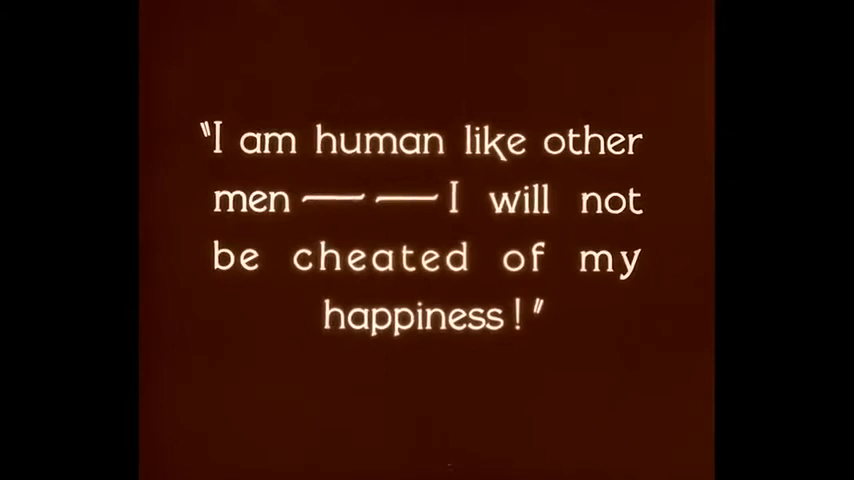 "I am human like other
men — — I will not
be cheated of my
happiness!"